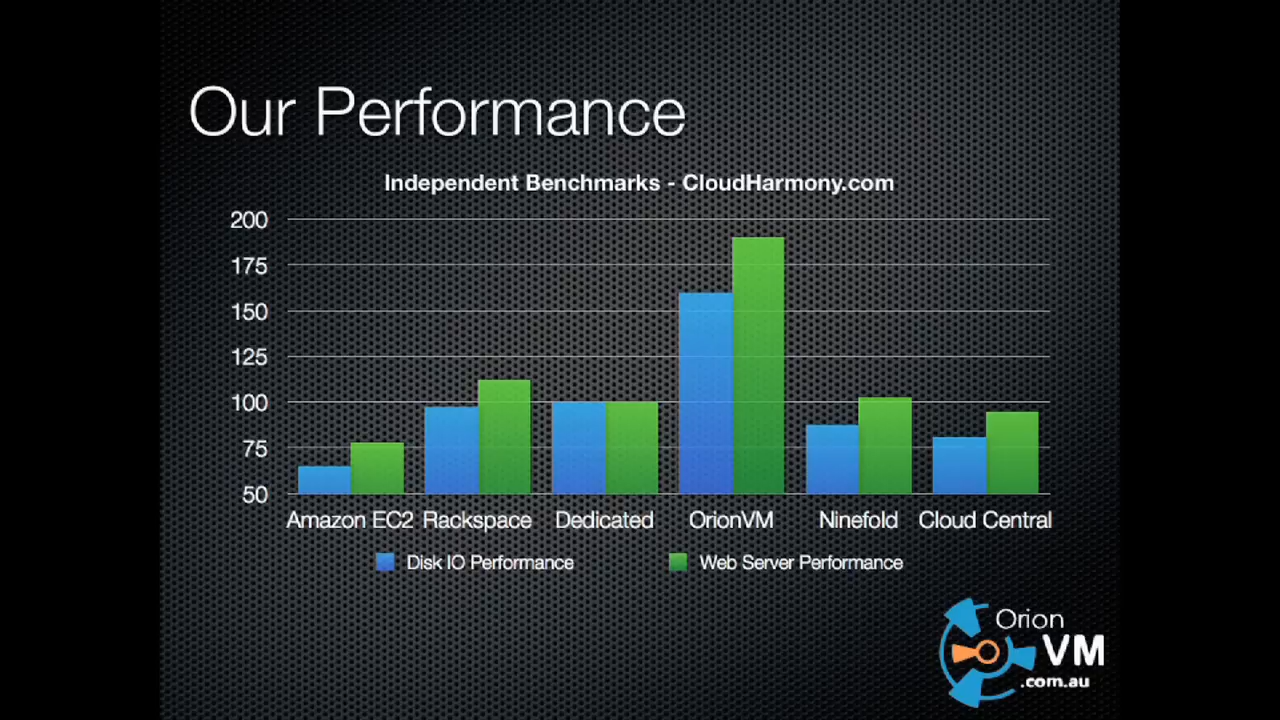 Our Performance
Independent Benchmarks - CloudHarmony.com
200
175
150
125
100
75
50
Amazon EC2 Rackspace Dedicated OrionVM Ninefold Cloud Central
Disk IO Performance Web Server Performance
Orion
VM
.com.au